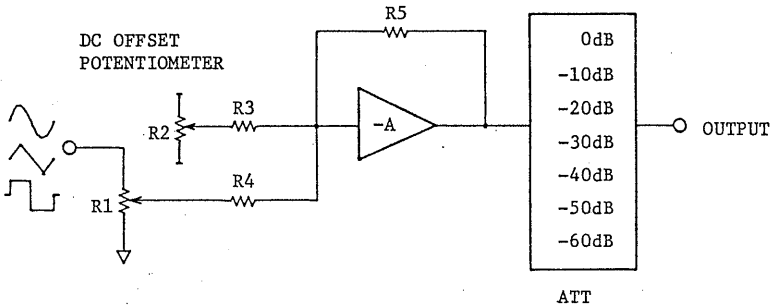 R5
DC OFFSET
POTENTIOMETER
R3
R2
-A
R4
R1
0dB
-10dB
-20dB
-30dB
-40dB
-50dB
-60dB
OUTPUT
ATT